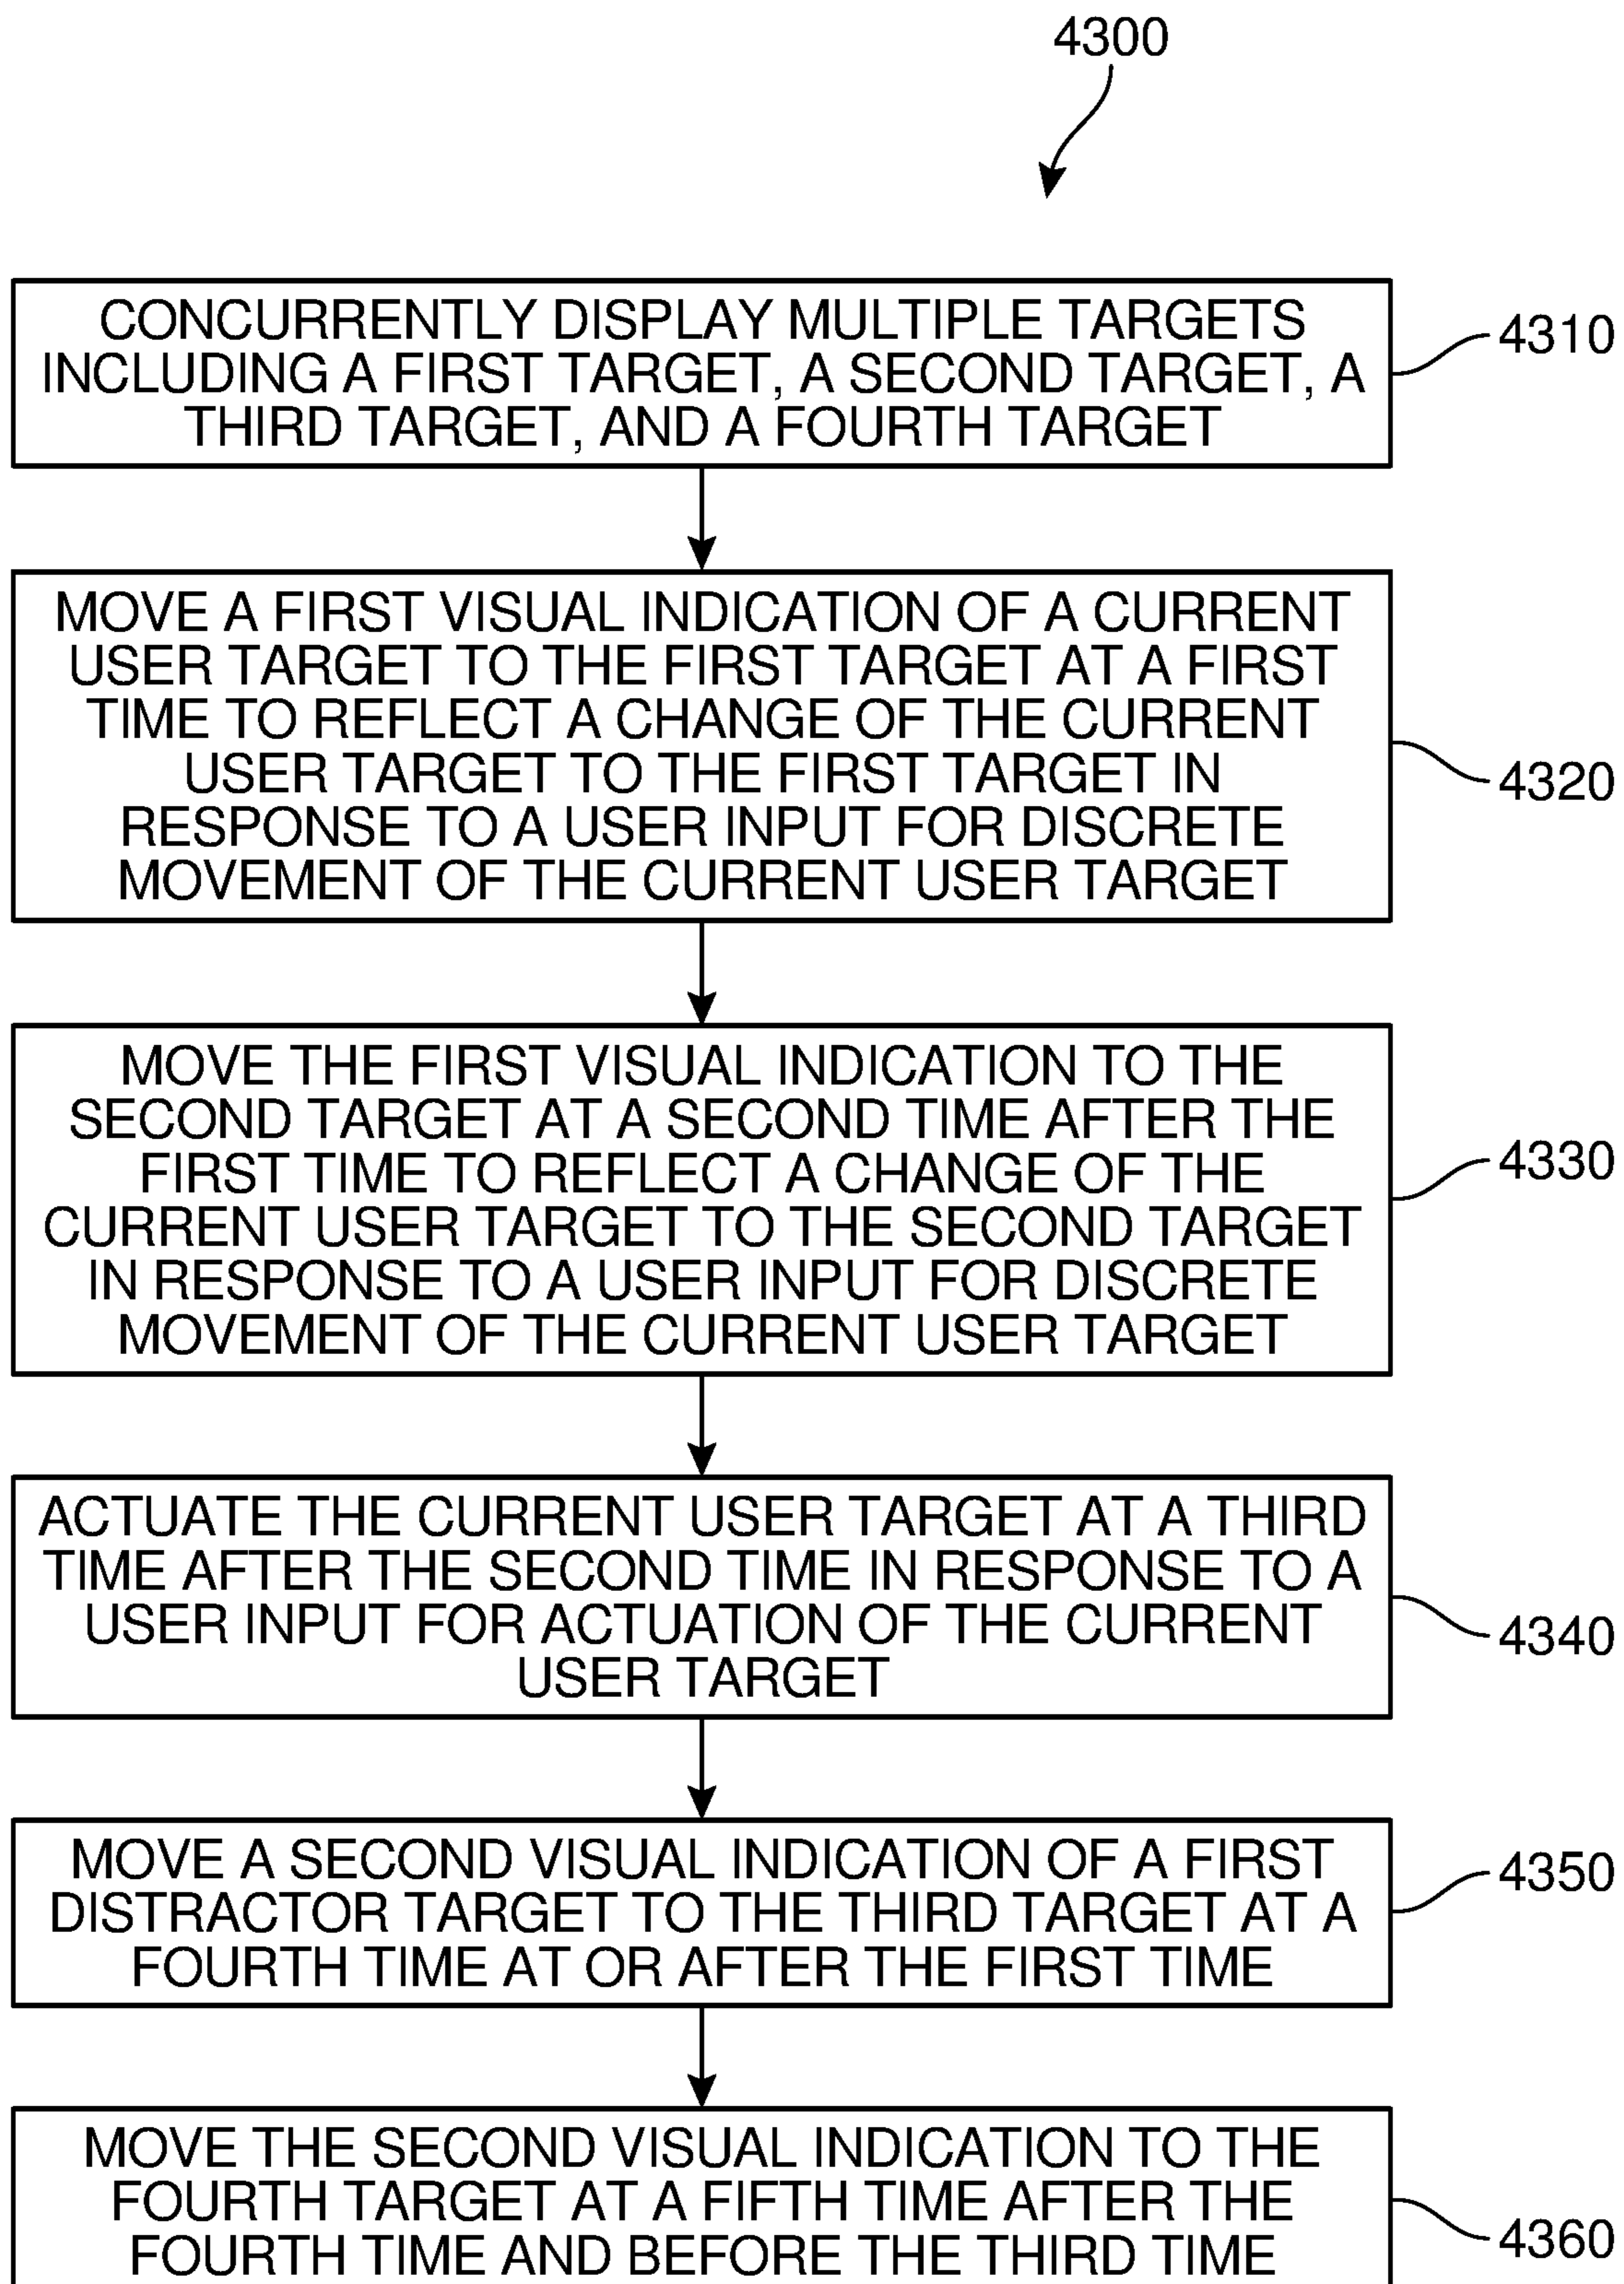 4300
CONCURRENTLY DISPLAY MULTIPLE TARGETS
INCLUDING A FIRST TARGET, A SECOND TARGET, A
THIRD TARGET, AND A FOURTH TARGET
4310
MOVE A FIRST VISUAL INDICATION OF A CURRENT
USER TARGET TO THE FIRST TARGET AT A FIRST
TIME TO REFLECT A CHANGE OF THE CURRENT
USER TARGET TO THE FIRST TARGET IN
RESPONSE TO A USER INPUT FOR DISCRETE
MOVEMENT OF THE CURRENT USER TARGET
4320
MOVE THE FIRST VISUAL INDICATION TO THE
SECOND TARGET AT A SECOND TIME AFTER THE
FIRST TIME TO REFLECT A CHANGE OF THE
CURRENT USER TARGET TO THE SECOND TARGET
IN RESPONSE TO A USER INPUT FOR DISCRETE
MOVEMENT OF THE CURRENT USER TARGET
4330
ACTUATE THE CURRENT USER TARGET AT A THIRD
TIME AFTER THE SECOND TIME IN RESPONSE TO A
USER INPUT FOR ACTUATION OF THE CURRENT
USER TARGET
4340
MOVE A SECOND VISUAL INDICATION OF A FIRST
DISTRACTOR TARGET TO THE THIRD TARGET AT A
FOURTH TIME AT OR AFTER THE FIRST TIME
4350
MOVE THE SECOND VISUAL INDICATION TO THE
FOURTH TARGET AT A FIFTH TIME AFTER THE
FOURTH TIME AND BEFORE THE THIRD TIME
4360